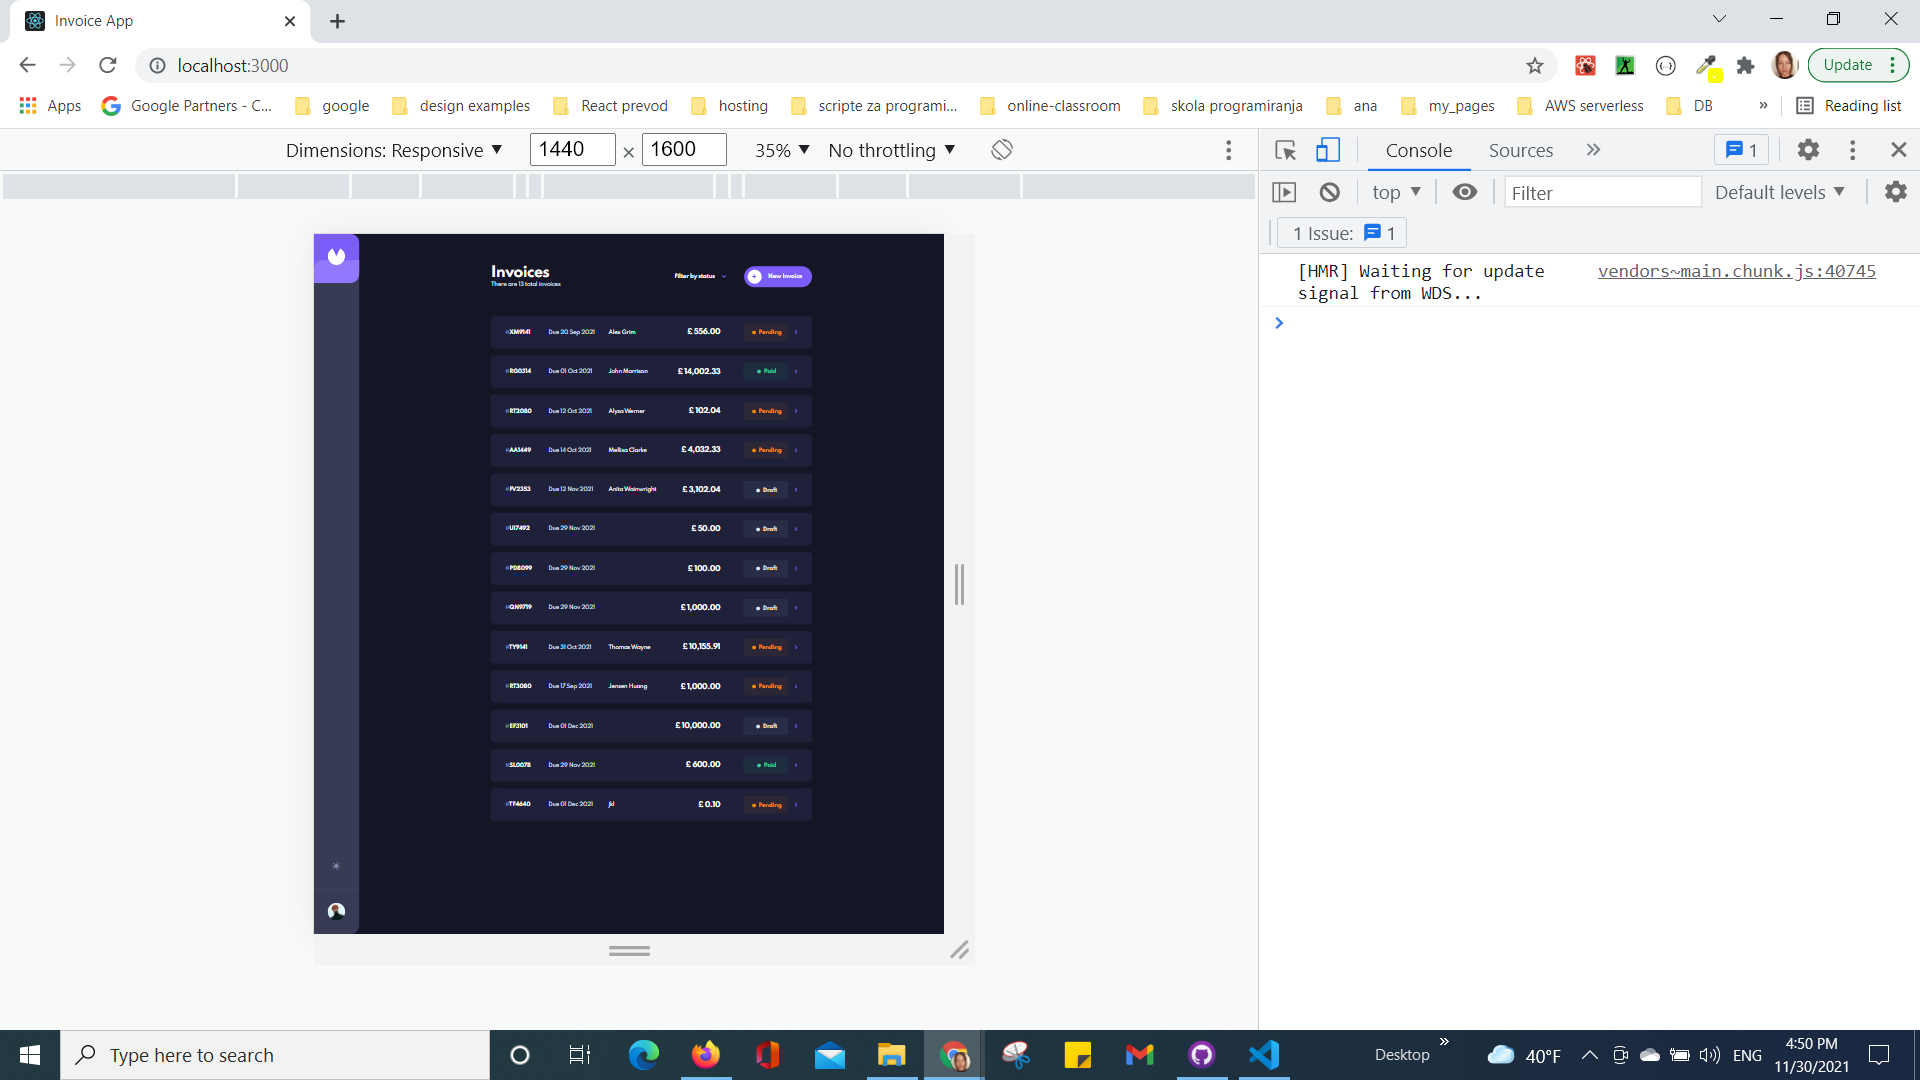 Invoice App
localhost:3000
Update
Apps
Google Partners - C...
google
design examples
React prevod
hosting
scripte za programi...
online-classroom
skola programiranja
ana
my_pages
AWS serverless
DB
»
Reading list
Dimensions: Responsive
1440 × 1600
35%
No throttling
Console
Sources
1
top
Filter
Default levels
1 Issue: 1
[HMR] Waiting for update signal from WDS...
vendors~main.chunk.js:40745
Invoices
There are 13 total invoices
Filter by status
New Invoice
#XM9141 Due 20 Sep 2021 Alex Grim £ 556.00 Pending
#RG0314 Due 01 Oct 2021 John Morrison £ 14,002.33 Paid
#RT2080 Due 12 Oct 2021 Alysa Werner £ 102.04 Pending
#AA1449 Due 14 Oct 2021 Mellisa Clarke £ 4,032.33 Pending
#FV2353 Due 12 Nov 2021 Anita Wainwright £ 3,102.04 Draft
#UI7492 Due 29 Nov 2021 £ 50.00 Draft
#PD8099 Due 29 Nov 2021 £ 100.00 Draft
#QN9719 Due 29 Nov 2021 £ 1,000.00 Draft
#TY9141 Due 31 Oct 2021 Thomas Wayne £ 10,155.91 Pending
#RT3080 Due 17 Sep 2021 Jensen Huang £ 1,000.00 Pending
#EF3101 Due 01 Dec 2021 £ 10,000.00 Draft
#SL0078 Due 29 Nov 2021 £ 600.00 Paid
#TF4640 Due 01 Dec 2021 £ 0.10 Pending
Type here to search
Desktop
40°F
ENG
4:50 PM
11/30/2021